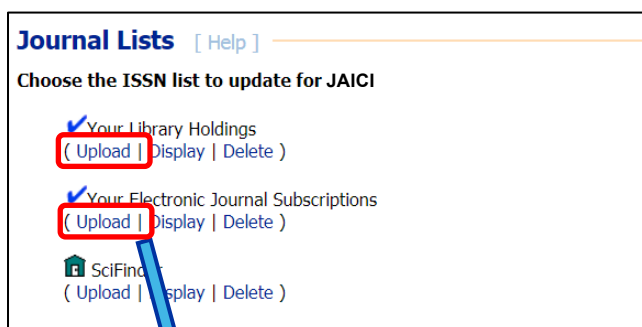 Journal Lists [ Help ]
Choose the ISSN list to update for JAICI
Your Library Holdings
( Upload | Display | Delete )
Your Electronic Journal Subscriptions
( Upload | Display | Delete )
SciFinder
( Upload | Display | Delete )